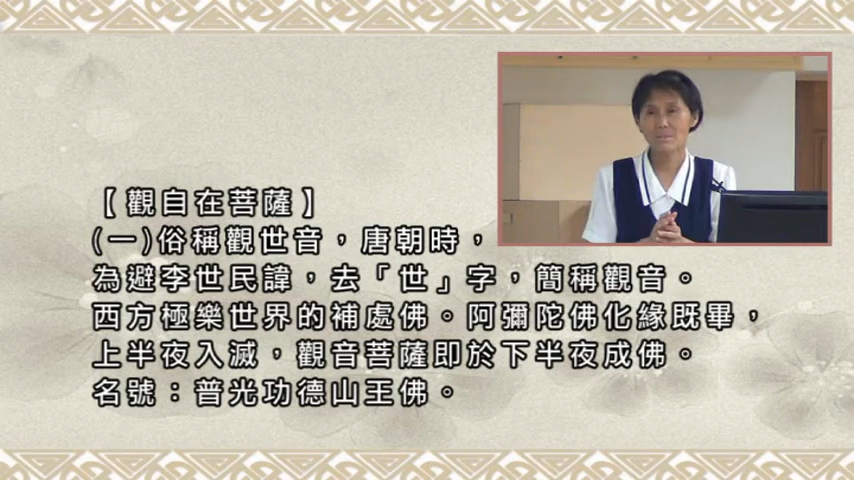 【觀自在菩薩】
(一)俗稱觀世音，唐朝時，
為避李世民諱，去「世」字，簡稱觀音。
西方極樂世界的補處佛。阿彌陀佛化緣既畢，
上半夜入滅，觀音菩薩即於下半夜成佛。
名號：普光功德山王佛。